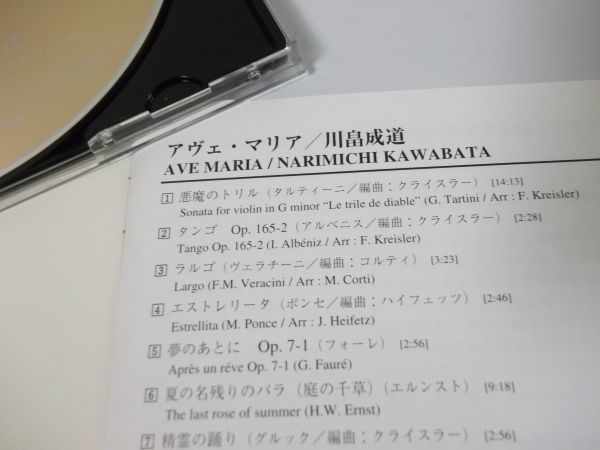 アヴェ・マリア／川畠成道
AVE MARIA / NARIMICHI KAWABATA
1 悪魔のトリル（タルティーニ／編曲：クライスラー） [14:13]
Sonata for violin in G minor “Le trile de diable” (G. Tartini / Arr : F. Kreisler)
2 タンゴ Op. 165-2（アルベニス／編曲：クライスラー） [2:28]
Tango Op. 165-2 (I. Albéniz / Arr : F. Kreisler)
3 ラルゴ（ヴェラチーニ／編曲：コルティ） [3:23]
Largo (F.M. Veracini / Arr : M. Corti)
4 エストレリータ（ポンセ／編曲：ハイフェッツ） [2:46]
Estrellita (M. Ponce / Arr : J. Heifetz)
5 夢のあとに Op. 7-1（フォーレ） [2:56]
Après un réve Op. 7-1 (G. Fauré)
6 夏の名残りのバラ（庭の千草）（エルンスト） [9:18]
The last rose of summer (H.W. Ernst)
7 精霊の踊り（グルック／編曲：クライスラー） [2:56]